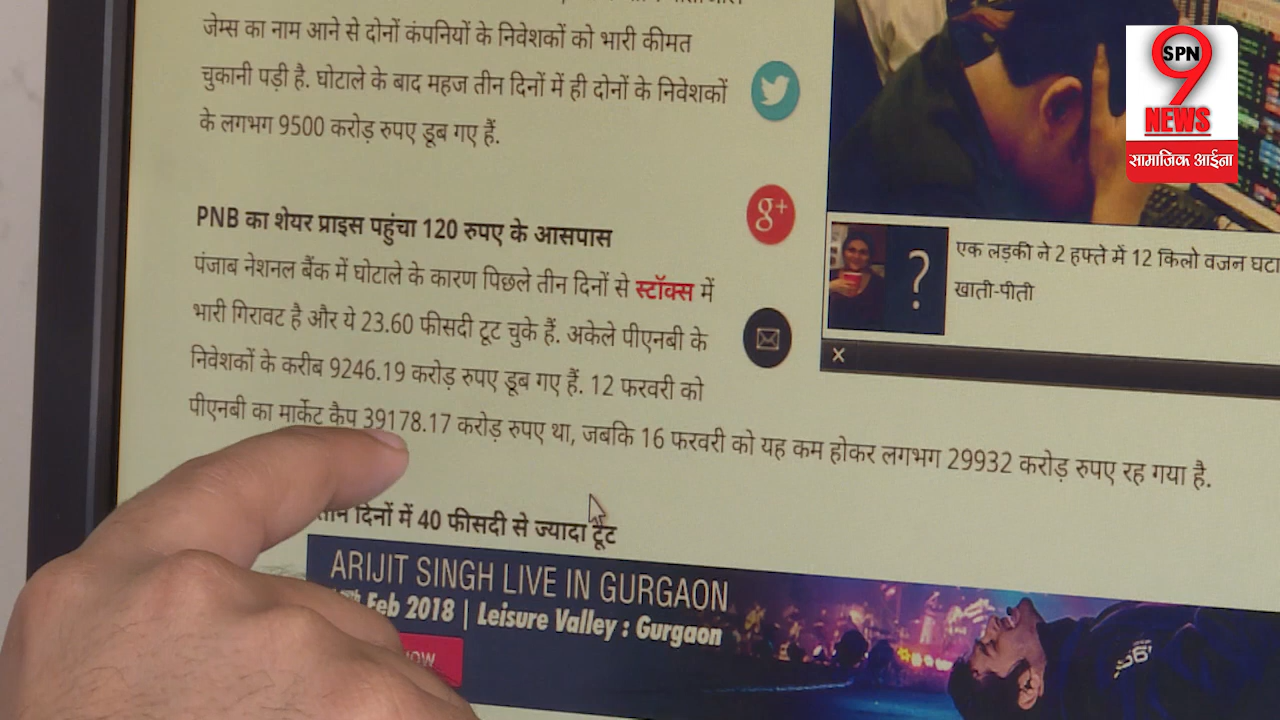 जेम्स का नाम आने से दोनों कंपनियों के निवेशकों को भारी कीमत
चुकानी पड़ी है. घोटाले के बाद महज तीन दिनों में ही दोनों के निवेशकों
के लगभग 9500 करोड़ रुपए डूब गए हैं.
PNB का शेयर प्राइस पहुंचा 120 रुपए के आसपास
पंजाब नेशनल बैंक में घोटाले के कारण पिछले तीन दिनों से स्टॉक्स में
भारी गिरावट है और ये 23.60 फीसदी टूट चुके हैं. अकेले पीएनबी के
निवेशकों के करीब 9246.19 करोड़ रुपए डूब गए हैं. 12 फरवरी को
पीएनबी का मार्केट कैप 39178.17 करोड़ रुपए था, जबकि 16 फरवरी को यह कम होकर लगभग 29932 करोड़ रुपए रह गया है.
तीन दिनों में 40 फीसदी से ज्यादा टूट
ARIJIT SINGH LIVE IN GURGAON
Feb 2018 | Leisure Valley : Gurgaon
g+
?
एक लड़की ने 2 हफ्ते में 12 किलो वजन घटा
खाती-पीती
X
SPN
9
NEWS
सामाजिक आईना